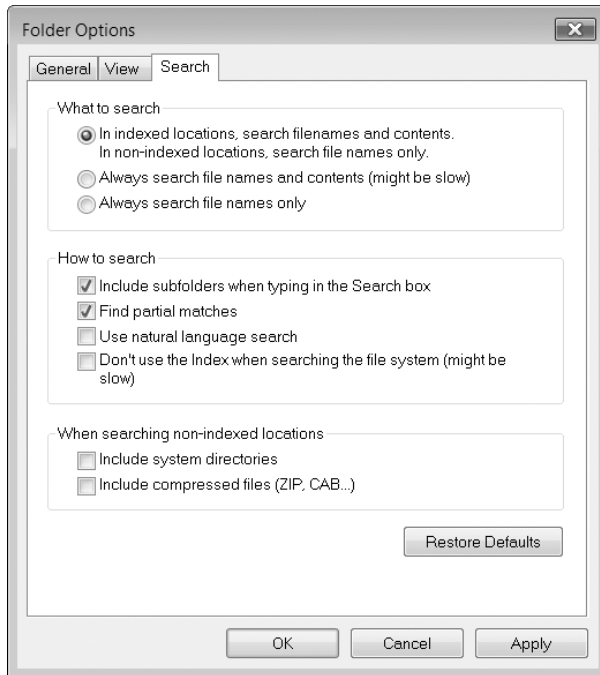 Folder Options
General
View
Search
What to search
In indexed locations, search filenames and contents.
In non-indexed locations, search file names only.
Always search file names and contents (might be slow)
Always search file names only
How to search
Include subfolders when typing in the Search box
Find partial matches
Use natural language search
Don't use the Index when searching the file system (might be
slow)
When searching non-indexed locations
Include system directories
Include compressed files (ZIP, CAB...)
Restore Defaults
OK
Cancel
Apply